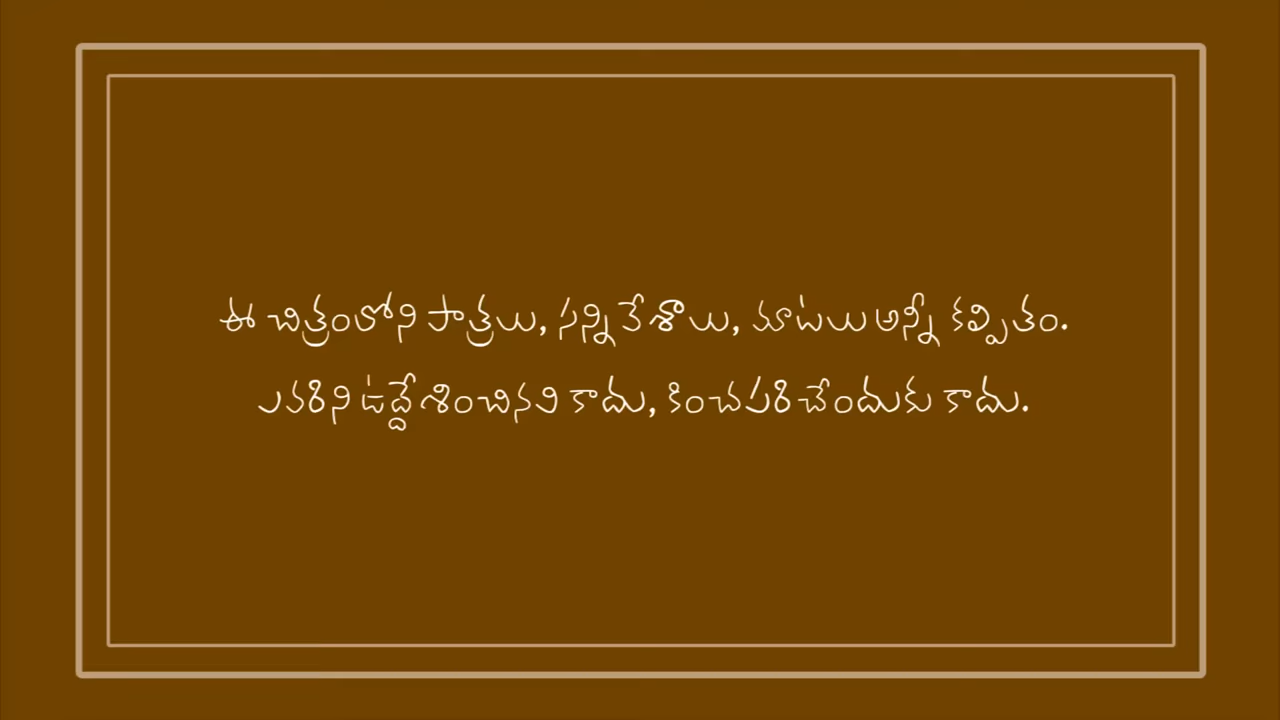 ఈ చిత్రంలోని పాత్రలు, సన్నివేశాలు, మాటలు అన్నీ కల్పితం.
ఎవరిని ఉద్దేశించినవి కాదు, కించపరిచేందుకు కాదు.